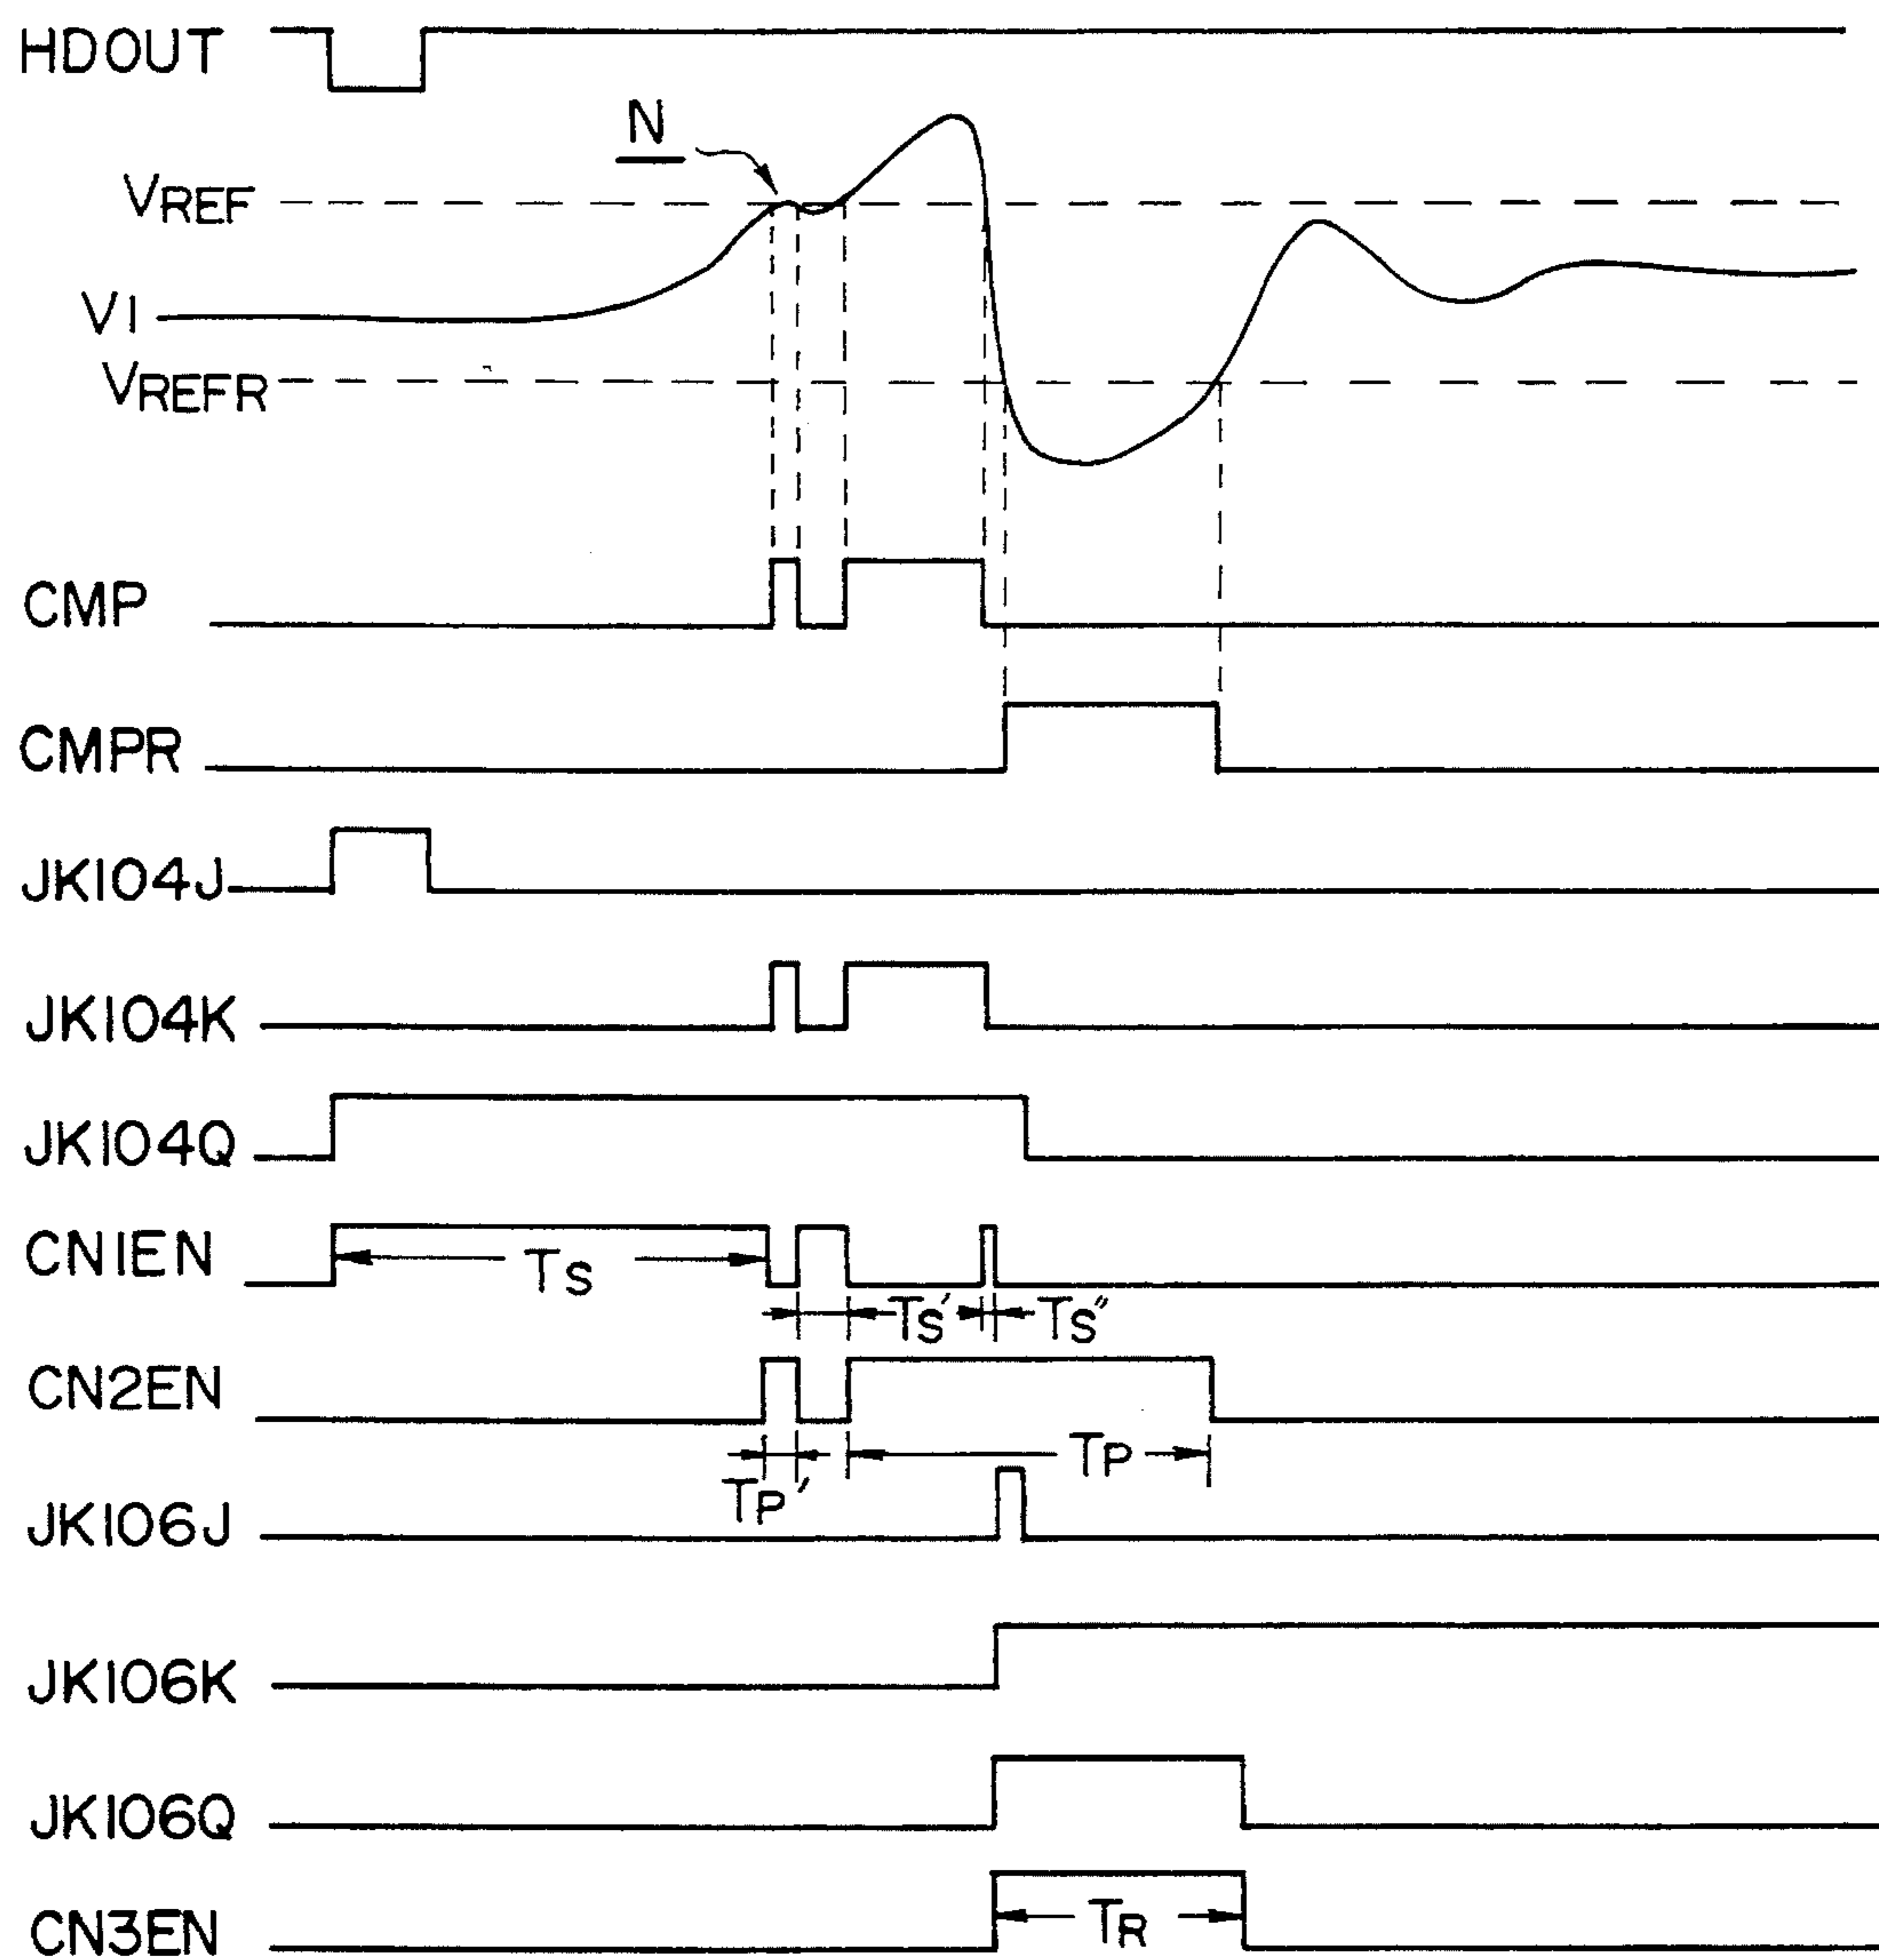 HDOUT
N
VREF
VI
VREFR
CMP
CMPR
JK104J
JK104K
JK104Q
CN1EN
TS
TS' TS"
CN2EN
TP
TP'
JK106J
JK106K
JK106Q
CN3EN
TR